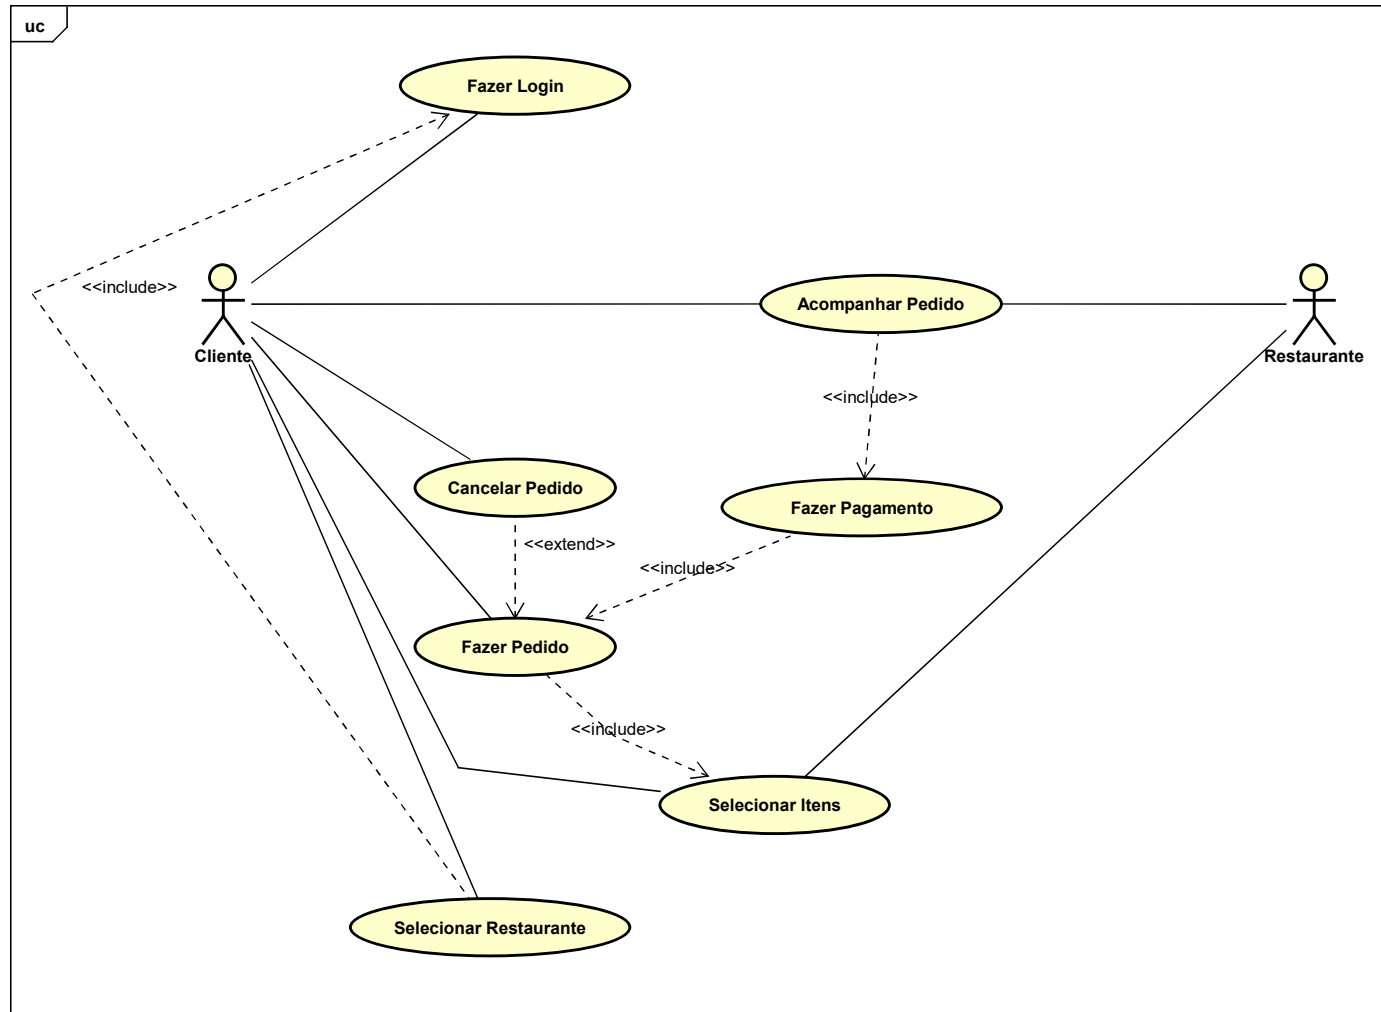 uc
Fazer Login
<<include>>
Cliente
Acompanhar Pedido
Restaurante
<<include>>
Cancelar Pedido
Fazer Pagamento
<<extend>>
<<include>>
Fazer Pedido
<<include>>
Selecionar Itens
Selecionar Restaurante